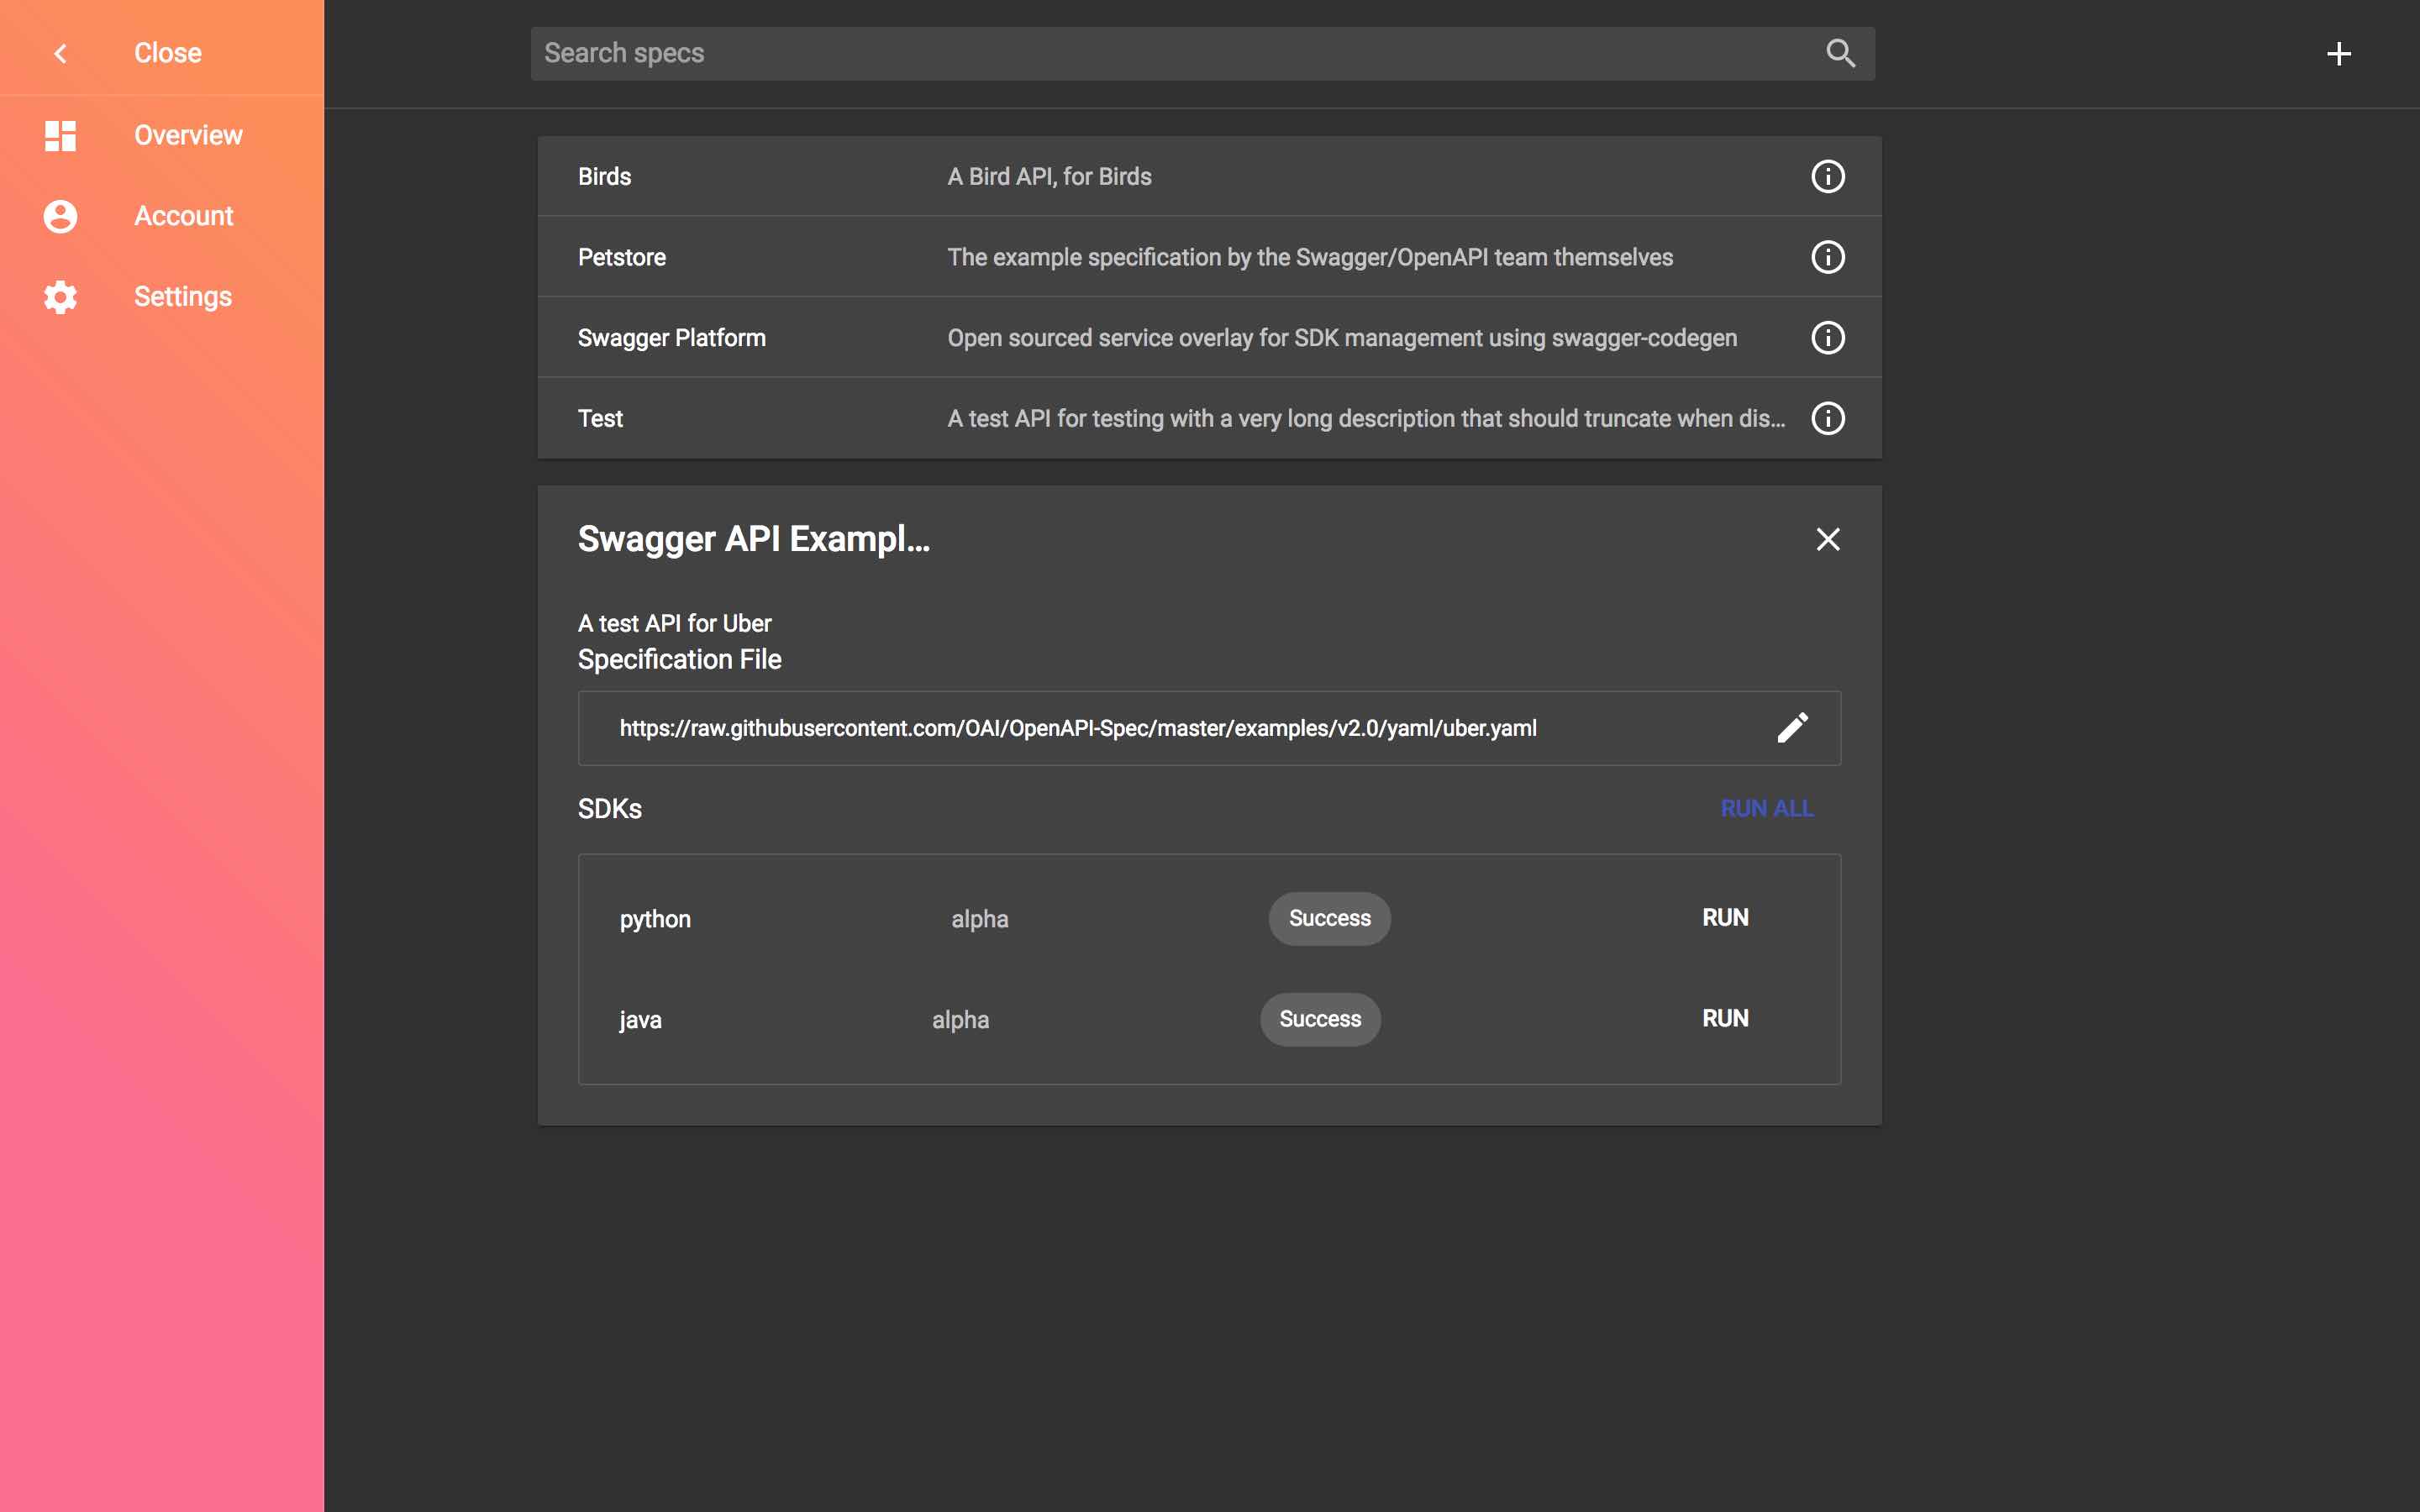 Close
Search specs
Overview
Account
Settings
Birds A Bird API, for Birds
Petstore The example specification by the Swagger/OpenAPI team themselves
Swagger Platform Open sourced service overlay for SDK management using swagger-codegen
Test A test API for testing with a very long description that should truncate when dis...
Swagger API Exampl...
A test API for Uber
Specification File
https://raw.githubusercontent.com/OAI/OpenAPI-Spec/master/examples/v2.0/yaml/uber.yaml
SDKs RUN ALL
python alpha Success RUN
java alpha Success RUN